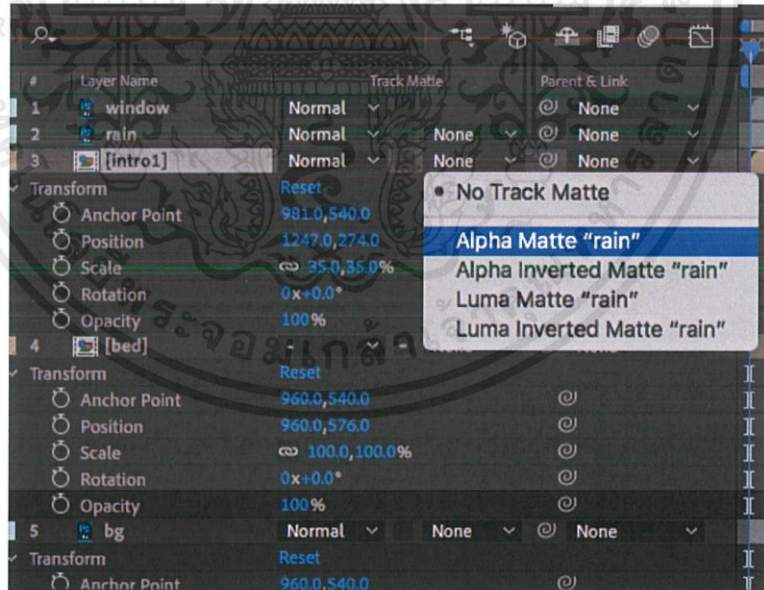 # Layer Name Track Matte Parent & Link
1 window Normal None
2 rain Normal None None
3 [intro1] Normal None None
Transform Reset
Anchor Point 981.0,540.0
Position 1247.0,274.0
Scale 35.0,35.0%
Rotation 0x+0.0°
Opacity 100%
• No Track Matte
Alpha Matte “rain”
Alpha Inverted Matte “rain”
Luma Matte “rain”
Luma Inverted Matte “rain”
4 [bed] -
Transform Reset
Anchor Point 960.0,540.0
Position 960.0,576.0
Scale 100.0,100.0%
Rotation 0x+0.0°
Opacity 100%
5 bg Normal None None
Transform Reset
Anchor Point 960.0,540.0